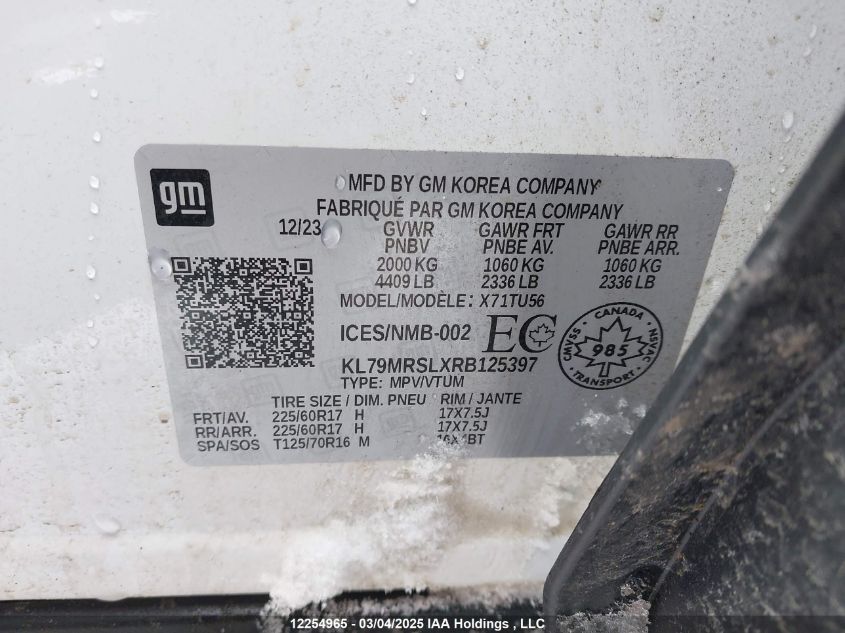 gm
MFD BY GM KOREA COMPANY
FABRIQUÉ PAR GM KOREA COMPANY
12/23
GVWR GAWR FRT GAWR RR
PNBV PNBE AV. PNBE ARR.
2000 KG 1060 KG 1060 KG
4409 LB 2336 LB 2336 LB
MODEL/MODÈLE: X71TU56
ICES/NMB-002 EC
KL79MRSLXRB125397
TYPE: MPV/VTUM
CANADA
CMVSS 985 NSVAC
TRANSPORT
TIRE SIZE / DIM. PNEU RIM / JANTE
FRT/AV. 225/60R17 H 17X7.5J
RR/ARR. 225/60R17 H 17X7.5J
SPA/SOS T125/70R16 M
12254965 - 03/04/2025 IAA Holdings, LLC